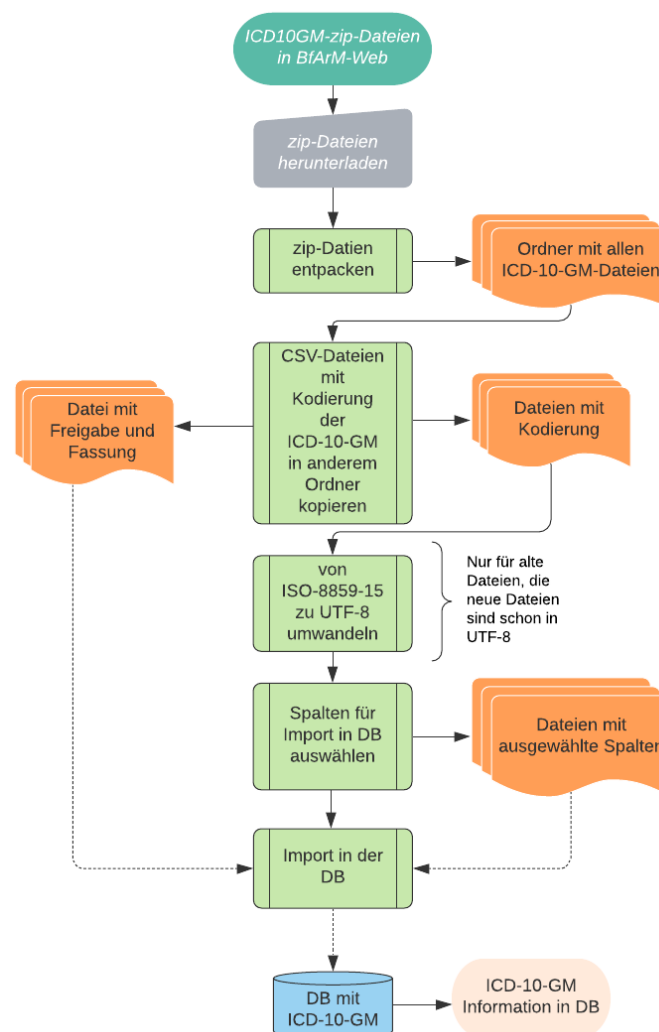 ICD10GM-zip-Dateien
in BfArM-Web
zip-Dateien
herunterladen
zip-Datien
entpacken
Ordner mit allen
ICD-10-GM-Dateien
CSV-Dateien
mit
Kodierung
der
ICD-10-GM
in anderem
Ordner
kopieren
Datei mit
Freigabe und
Fassung
Dateien mit
Kodierung
von
ISO-8859-15
zu UTF-8
umwandeln
Nur für alte
Dateien, die
neue Dateien
sind schon in
UTF-8
Spalten für
Import in DB
auswählen
Dateien mit
ausgewählte Spalten
Import in der
DB
DB mit
ICD-10-GM
ICD-10-GM
Information in DB